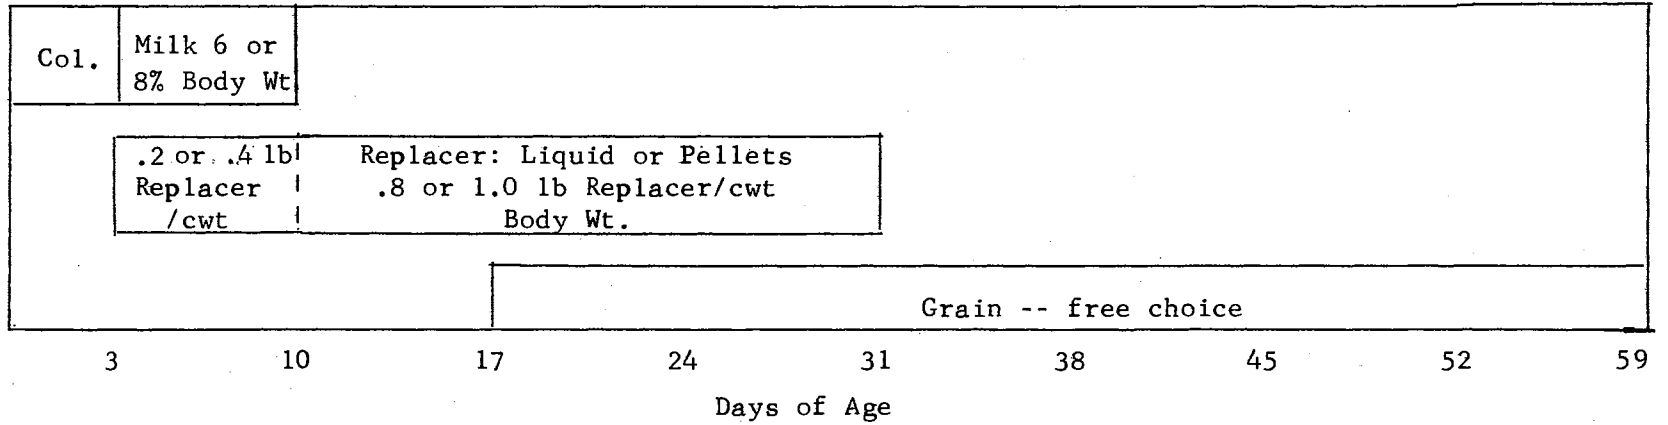 Col.
Milk 6 or
8% Body Wt
.2 or .4 lb
Replacer
/cwt
Replacer: Liquid or Pellets
.8 or 1.0 lb Replacer/cwt
Body Wt.
Grain -- free choice
3 10 17 24 31 38 45 52 59
Days of Age